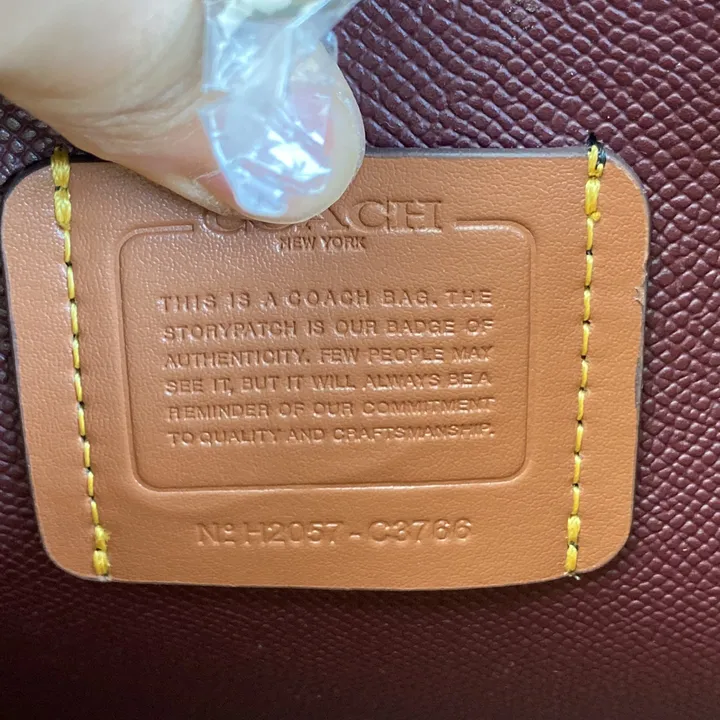 COACH
NEW YORK
THIS IS A COACH BAG. THE
STORYPATCH IS OUR BADGE OF
AUTHENTICITY. FEW PEOPLE MAY
SEE IT, BUT IT WILL ALWAYS BE A
REMINDER OF OUR COMMITMENT
TO QUALITY AND CRAFTSMANSHIP.
Nº H2057 - C3766